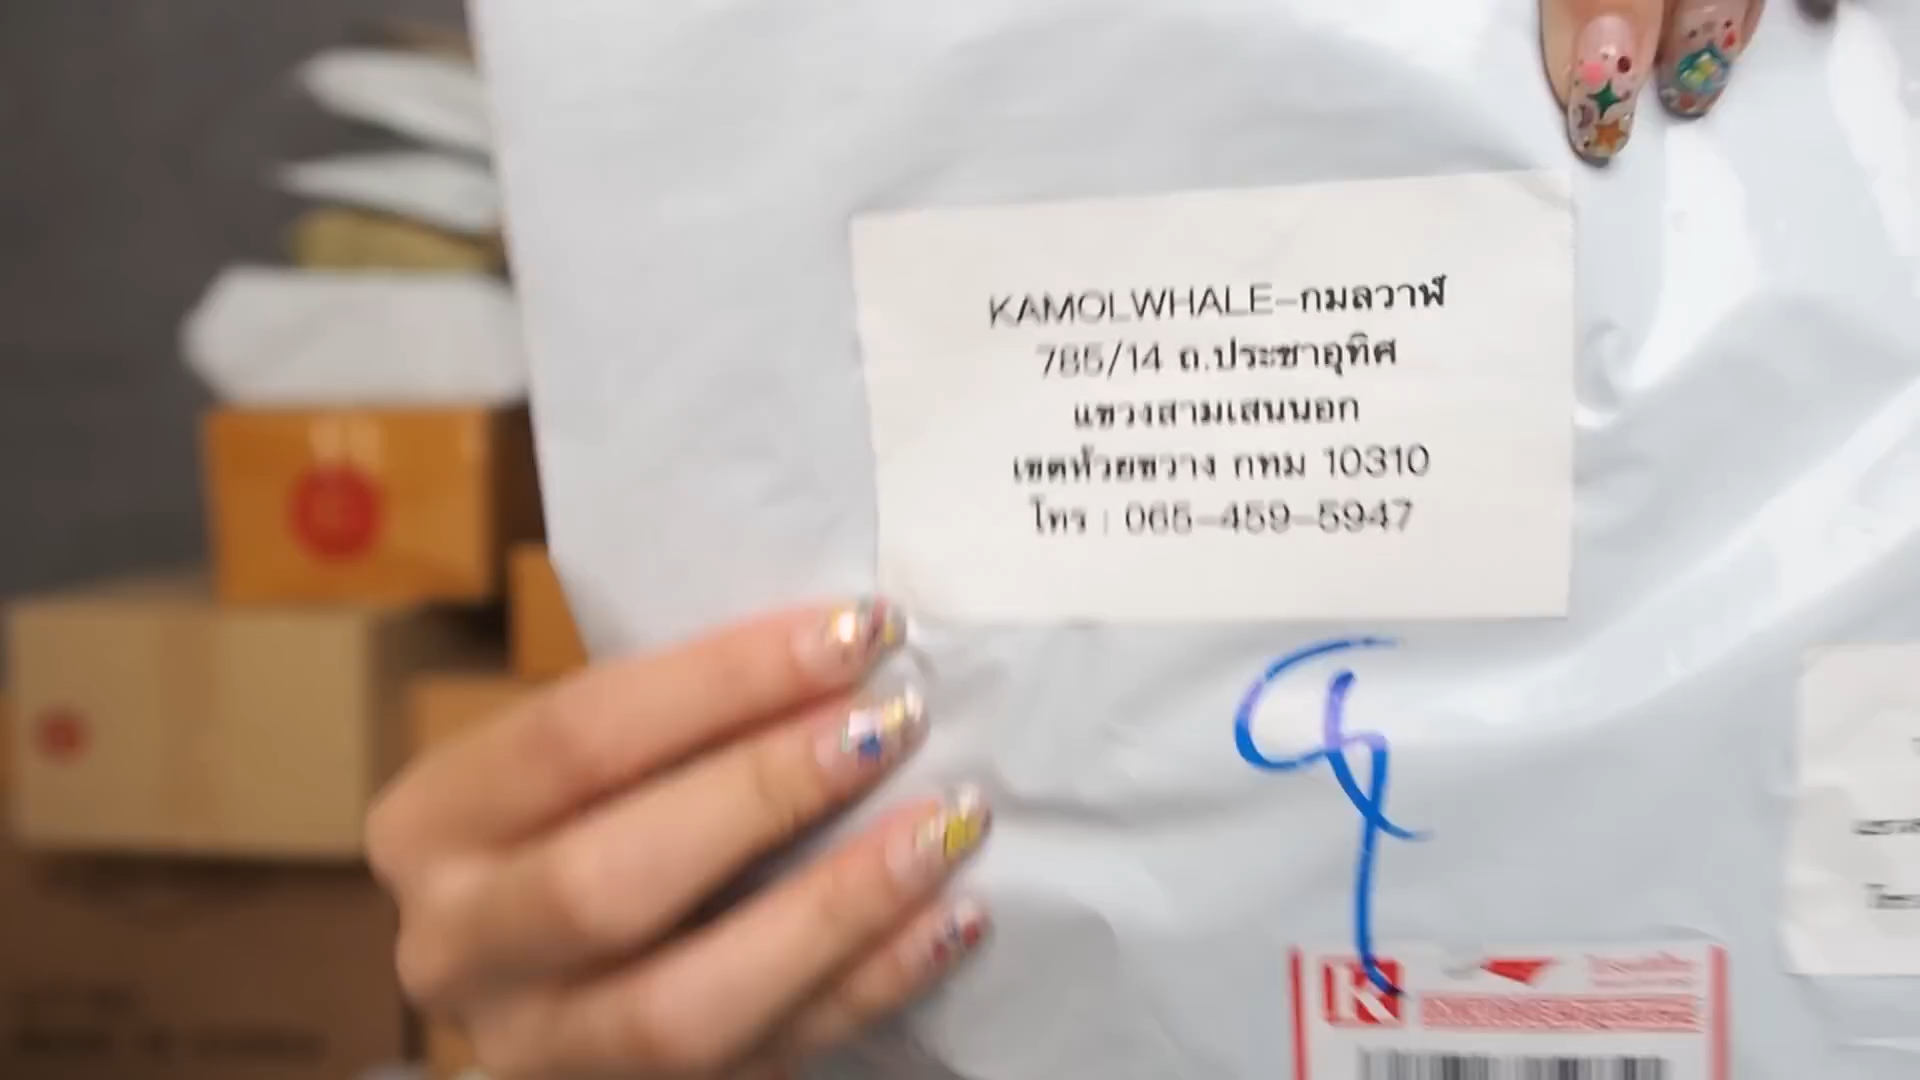 KAMOLWHALE-กมลวาฬ
785/14 ถ.ประชาอุทิศ
แขวงสามเสนนอก
เขตห้วยขวาง กทม 10310
โทร : 065-459-5947